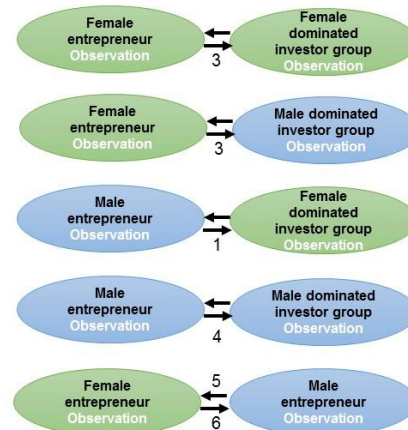 Female
entrepreneur
Observation
3
Female
dominated
investor group
Observation
Female
entrepreneur
Observation
3
Male dominated
investor group
Observation
Male
entrepreneur
Observation
1
Female
dominated
investor group
Observation
Male
entrepreneur
Observation
4
Male dominated
investor group
Observation
Female
entrepreneur
Observation
5
6
Male
entrepreneur
Observation